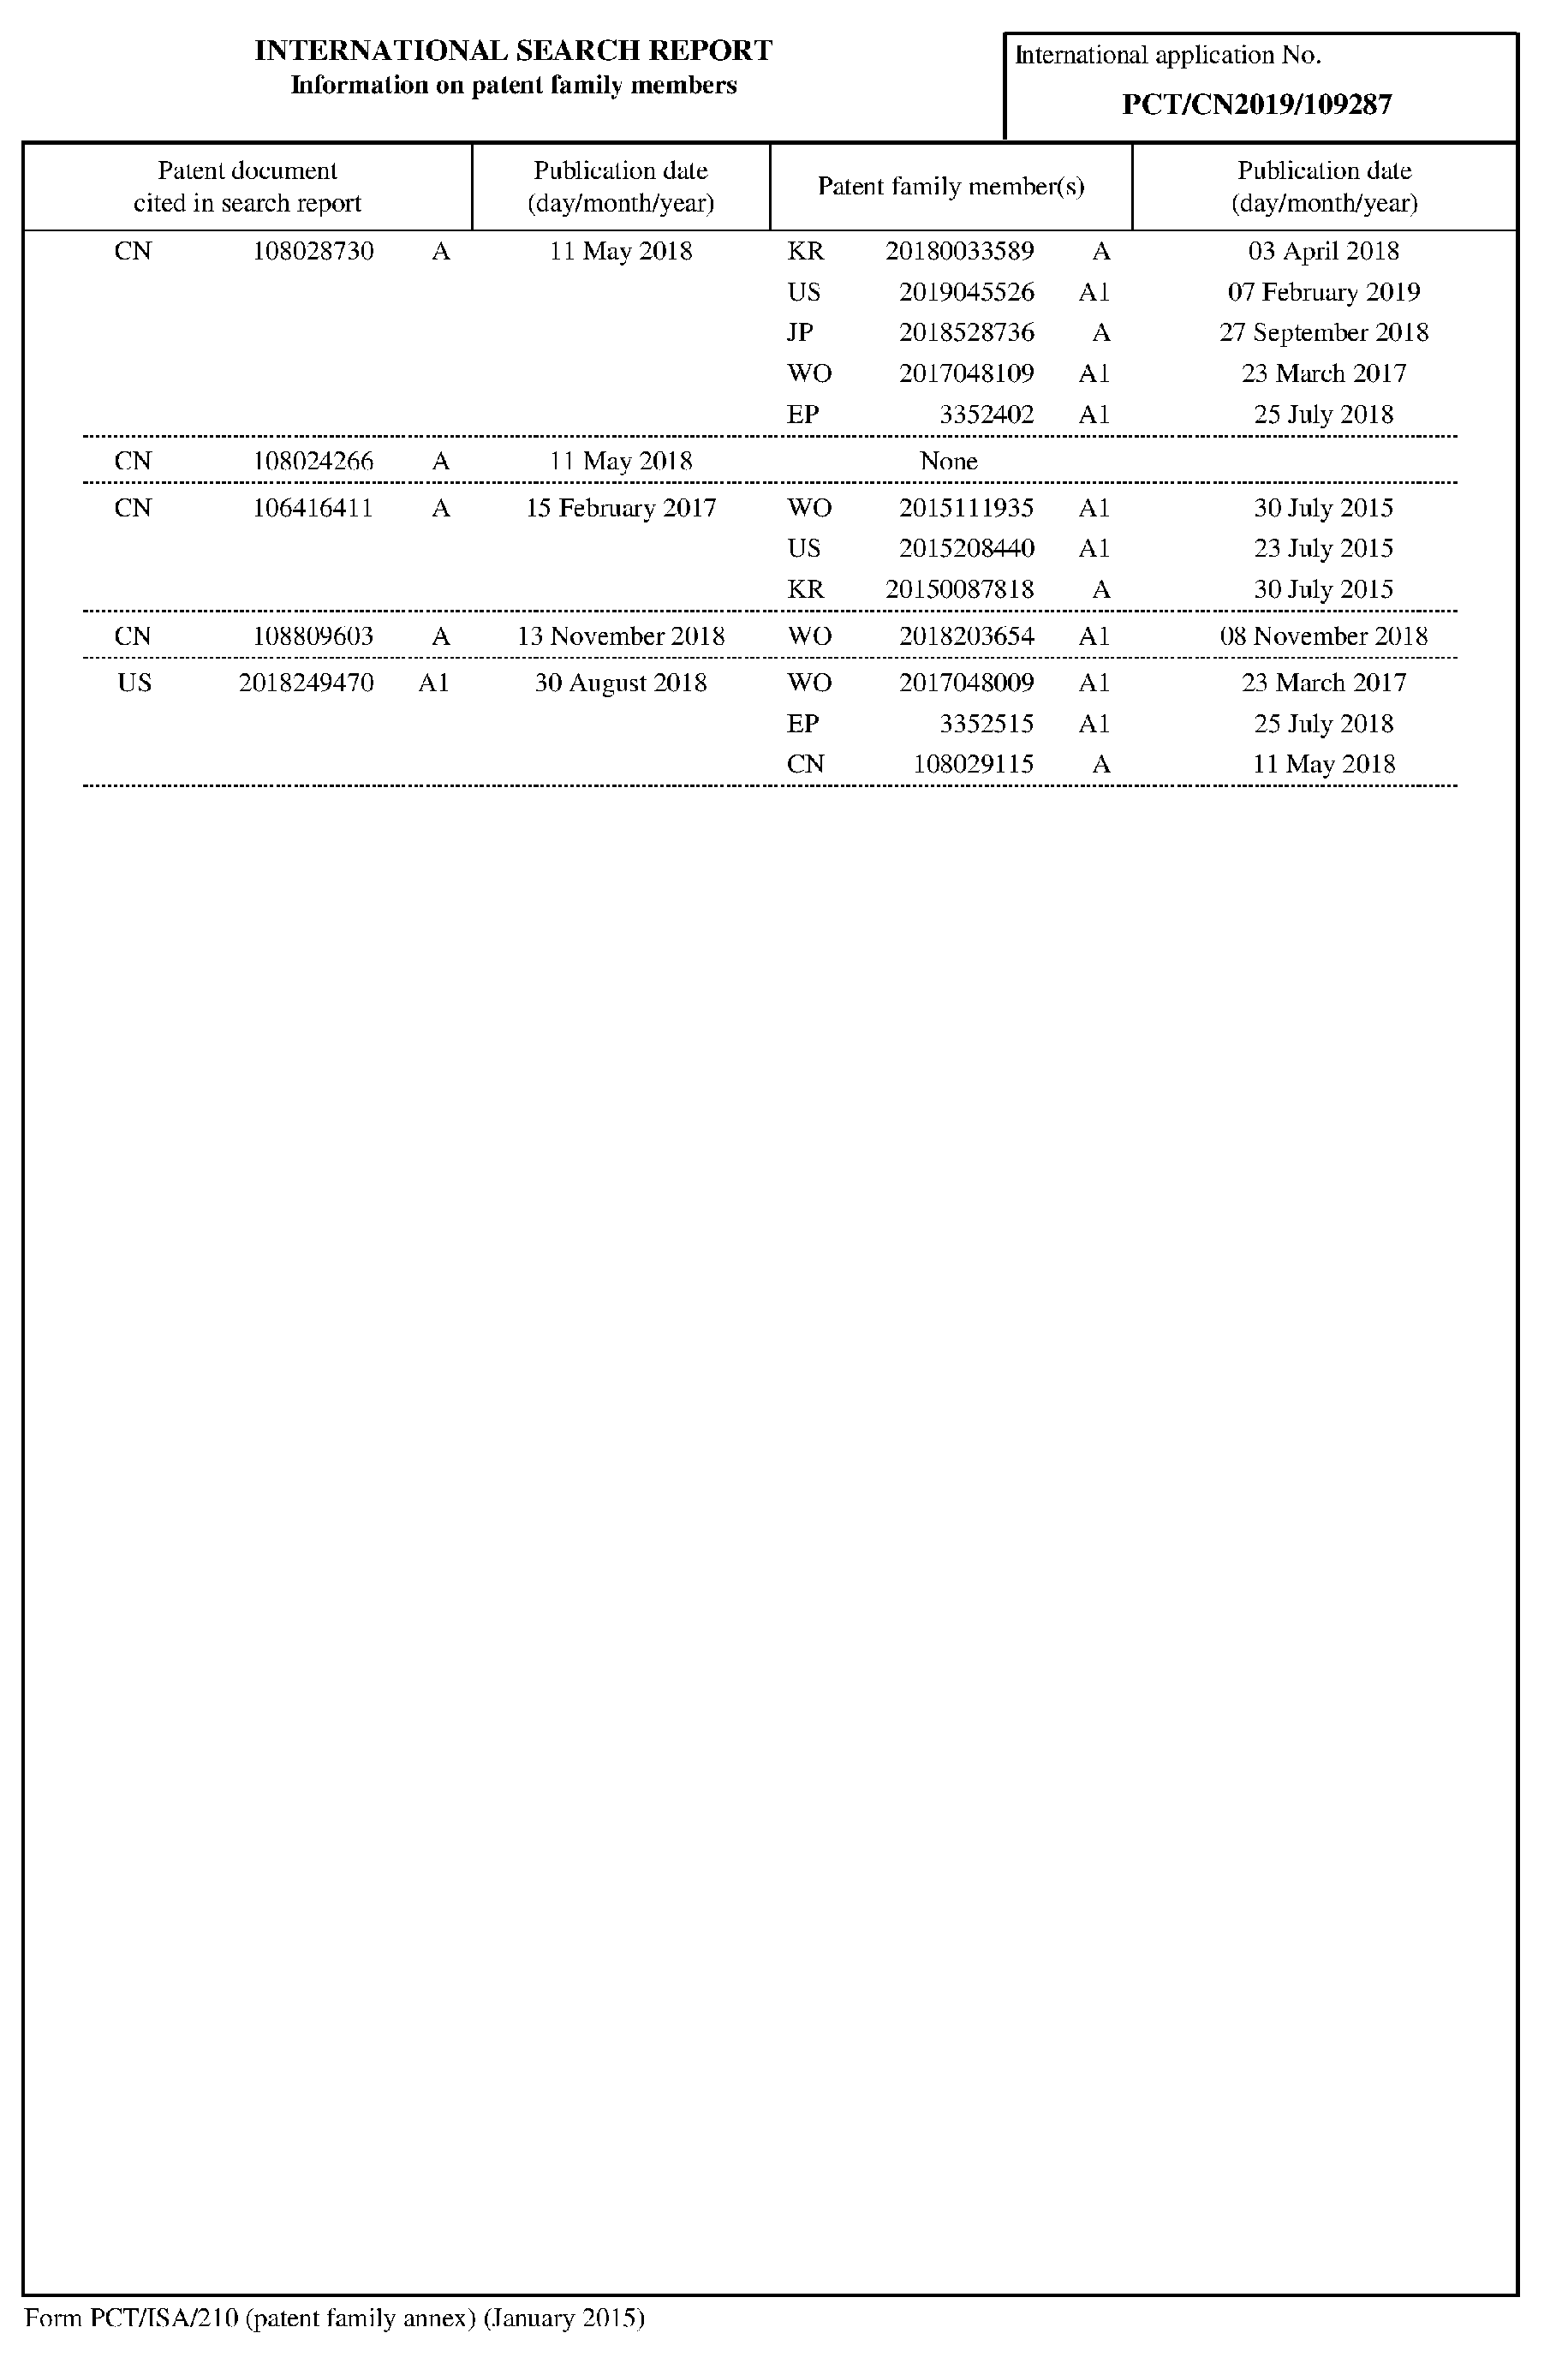 INTERNATIONAL SEARCH REPORT
Information on patent family members
International application No.
PCT/CN2019/109287
Patent document cited in search report | Publication date (day/month/year) | Patent family member(s) | Publication date (day/month/year)
CN 108028730 A 11 May 2018 KR 20180033589 A 03 April 2018
US 2019045526 A1 07 February 2019
JP 2018528736 A 27 September 2018
WO 2017048109 A1 23 March 2017
EP 3352402 A1 25 July 2018
CN 108024266 A 11 May 2018 None
CN 106416411 A 15 February 2017 WO 2015111935 A1 30 July 2015
US 2015208440 A1 23 July 2015
KR 20150087818 A 30 July 2015
CN 108809603 A 13 November 2018 WO 2018203654 A1 08 November 2018
US 2018249470 A1 30 August 2018 WO 2017048009 A1 23 March 2017
EP 3352515 A1 25 July 2018
CN 108029115 A 11 May 2018
Form PCT/ISA/210 (patent family annex) (January 2015)